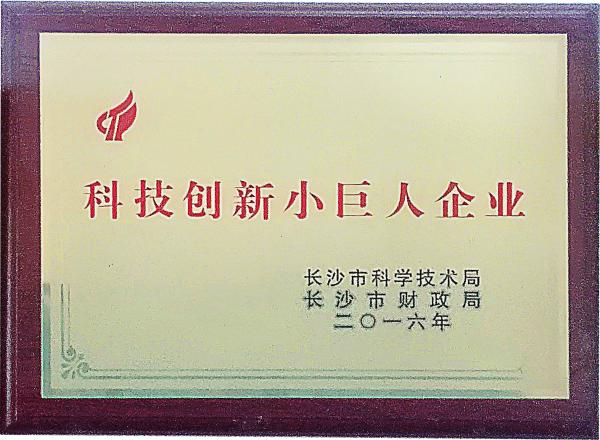 科技创新小巨人企业
长沙市科学技术局
长沙市财政局
二〇一六年